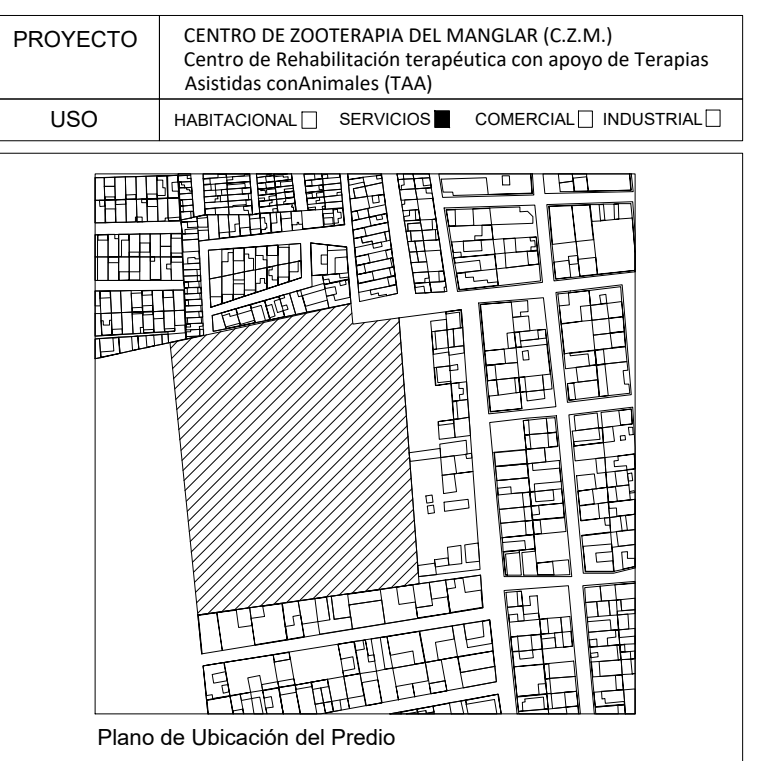 PROYECTO
CENTRO DE ZOOTERAPIA DEL MANGLAR (C.Z.M.)
Centro de Rehabilitación terapéutica con apoyo de Terapias
Asistidas conAnimales (TAA)
USO
HABITACIONAL SERVICIOS COMERCIAL INDUSTRIAL
Plano de Ubicación del Predio